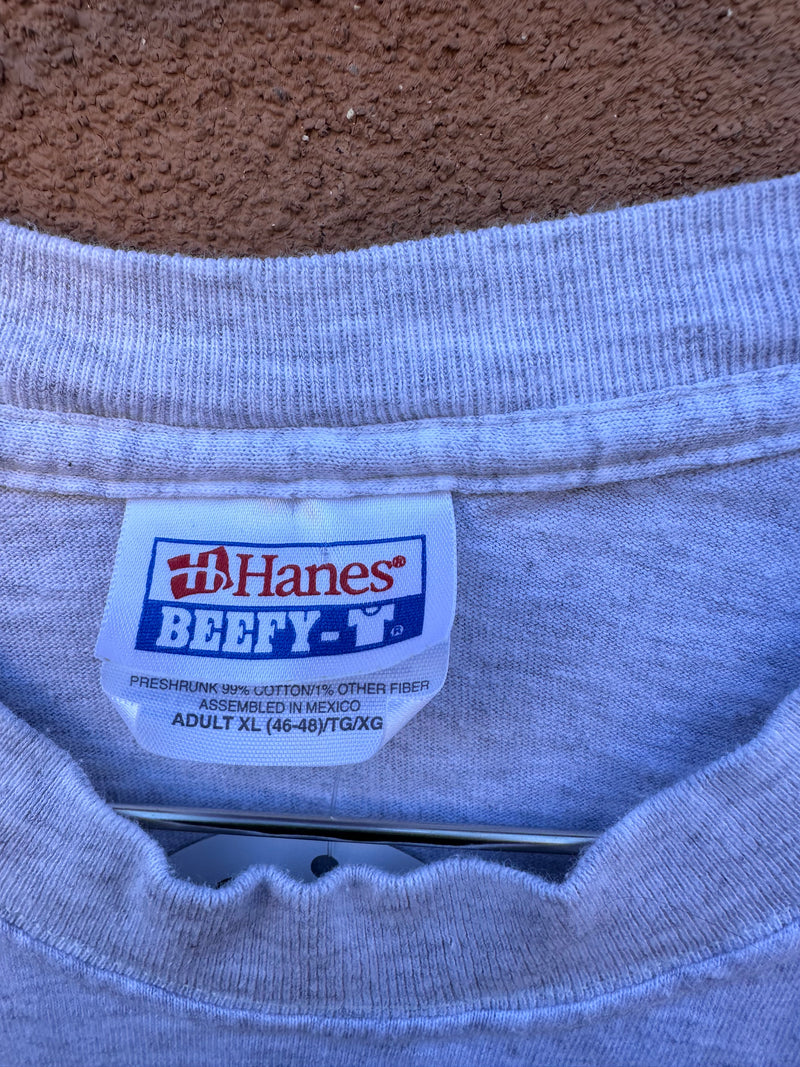 Hanes®
BEEFY-T®
PRESHRUNK 99% COTTON/1% OTHER FIBER
ASSEMBLED IN MEXICO
ADULT XL (46-48)/TG/XG